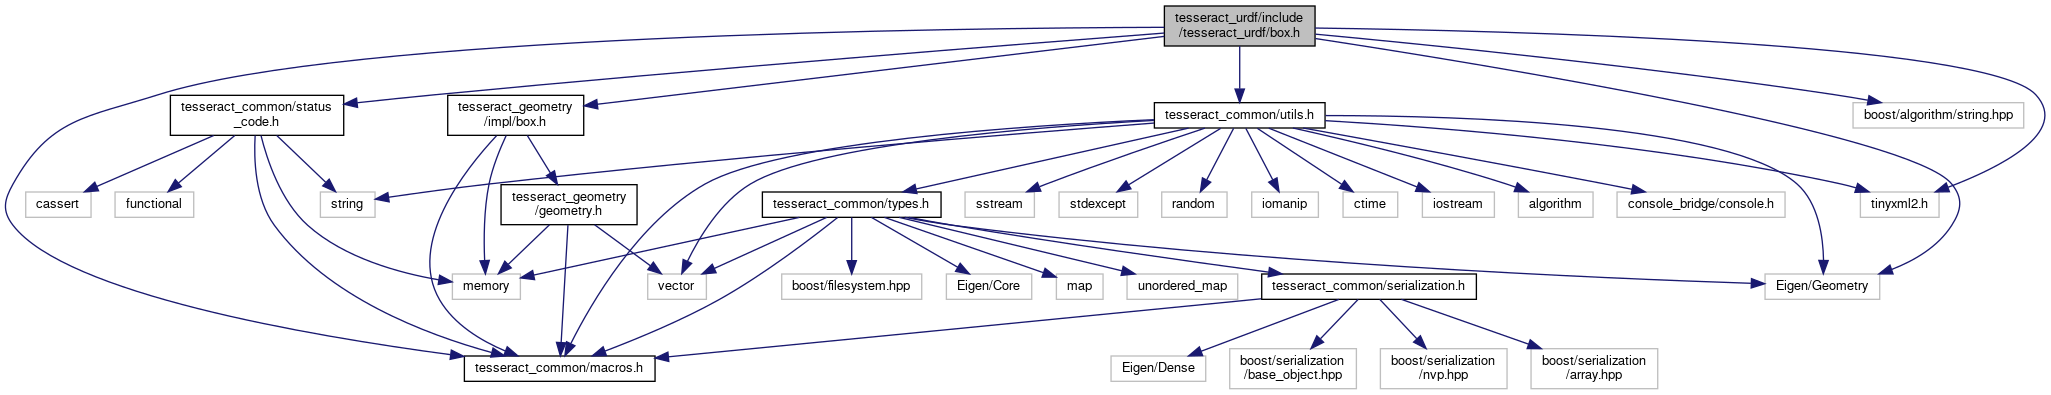 tesseract_urdf/include
/tesseract_urdf/box.h
tesseract_common/status
_code.h
tesseract_geometry
/impl/box.h
tesseract_common/utils.h
boost/algorithm/string.hpp
cassert
functional
string
tesseract_geometry
/geometry.h
tesseract_common/types.h
sstream
stdexcept
random
iomanip
ctime
iostream
algorithm
console_bridge/console.h
tinyxml2.h
memory
vector
boost/filesystem.hpp
Eigen/Core
map
unordered_map
tesseract_common/serialization.h
Eigen/Geometry
tesseract_common/macros.h
Eigen/Dense
boost/serialization
/base_object.hpp
boost/serialization
/nvp.hpp
boost/serialization
/array.hpp